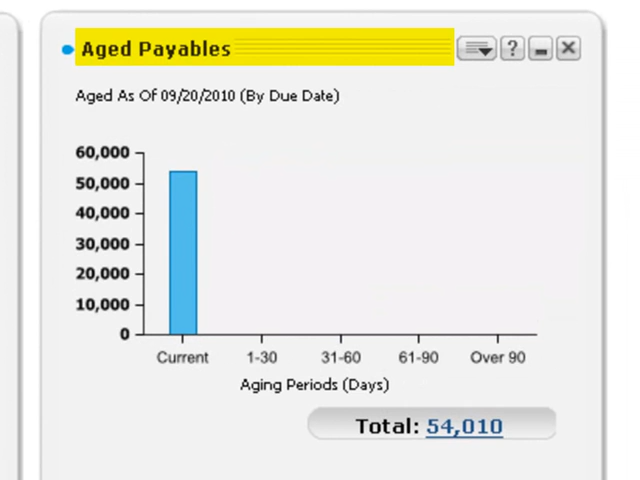 Aged Payables
?
Aged As Of 09/20/2010 (By Due Date)
60,000
50,000
40,000
30,000
20,000
10,000
0
Current 1-30 31-60 61-90 Over 90
Aging Periods (Days)
Total: 54,010